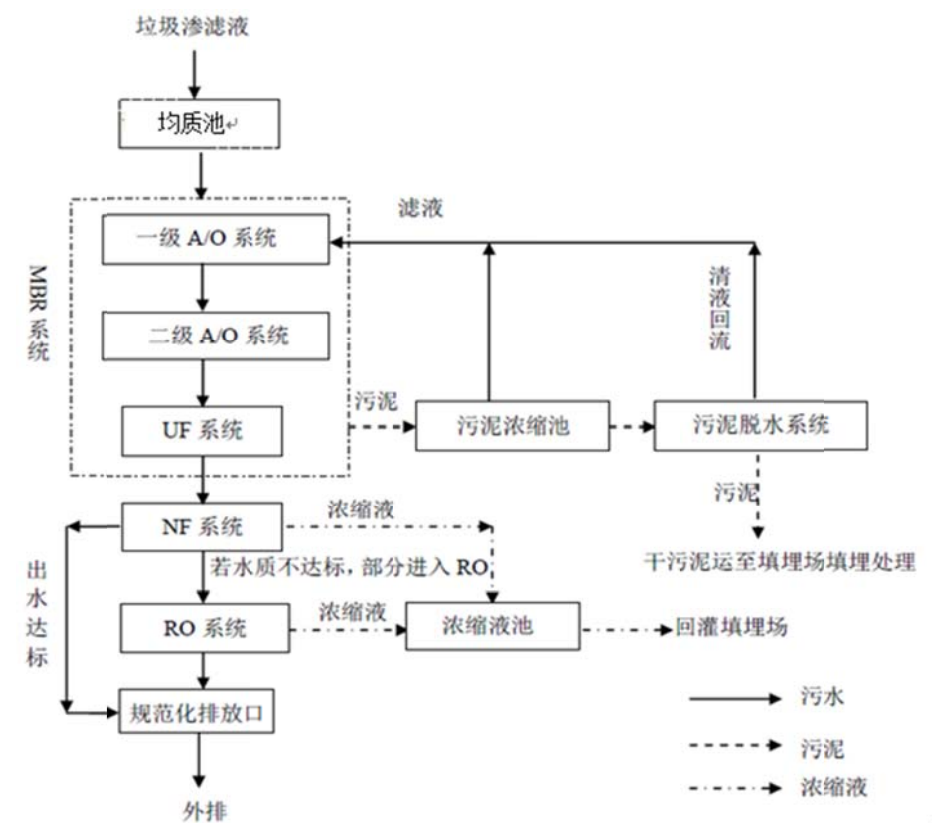 垃圾渗滤液
均质池
滤液
一级 A/O 系统
MBR 系统
清液回流
二级 A/O 系统
污泥
UF 系统
污泥浓缩池
污泥脱水系统
污泥
NF 系统
浓缩液
干污泥运至填埋场填埋处理
若水质不达标，部分进入 RO
出水达标
浓缩液
RO 系统
浓缩液池
回灌填埋场
规范化排放口
污水
污泥
浓缩液
外排